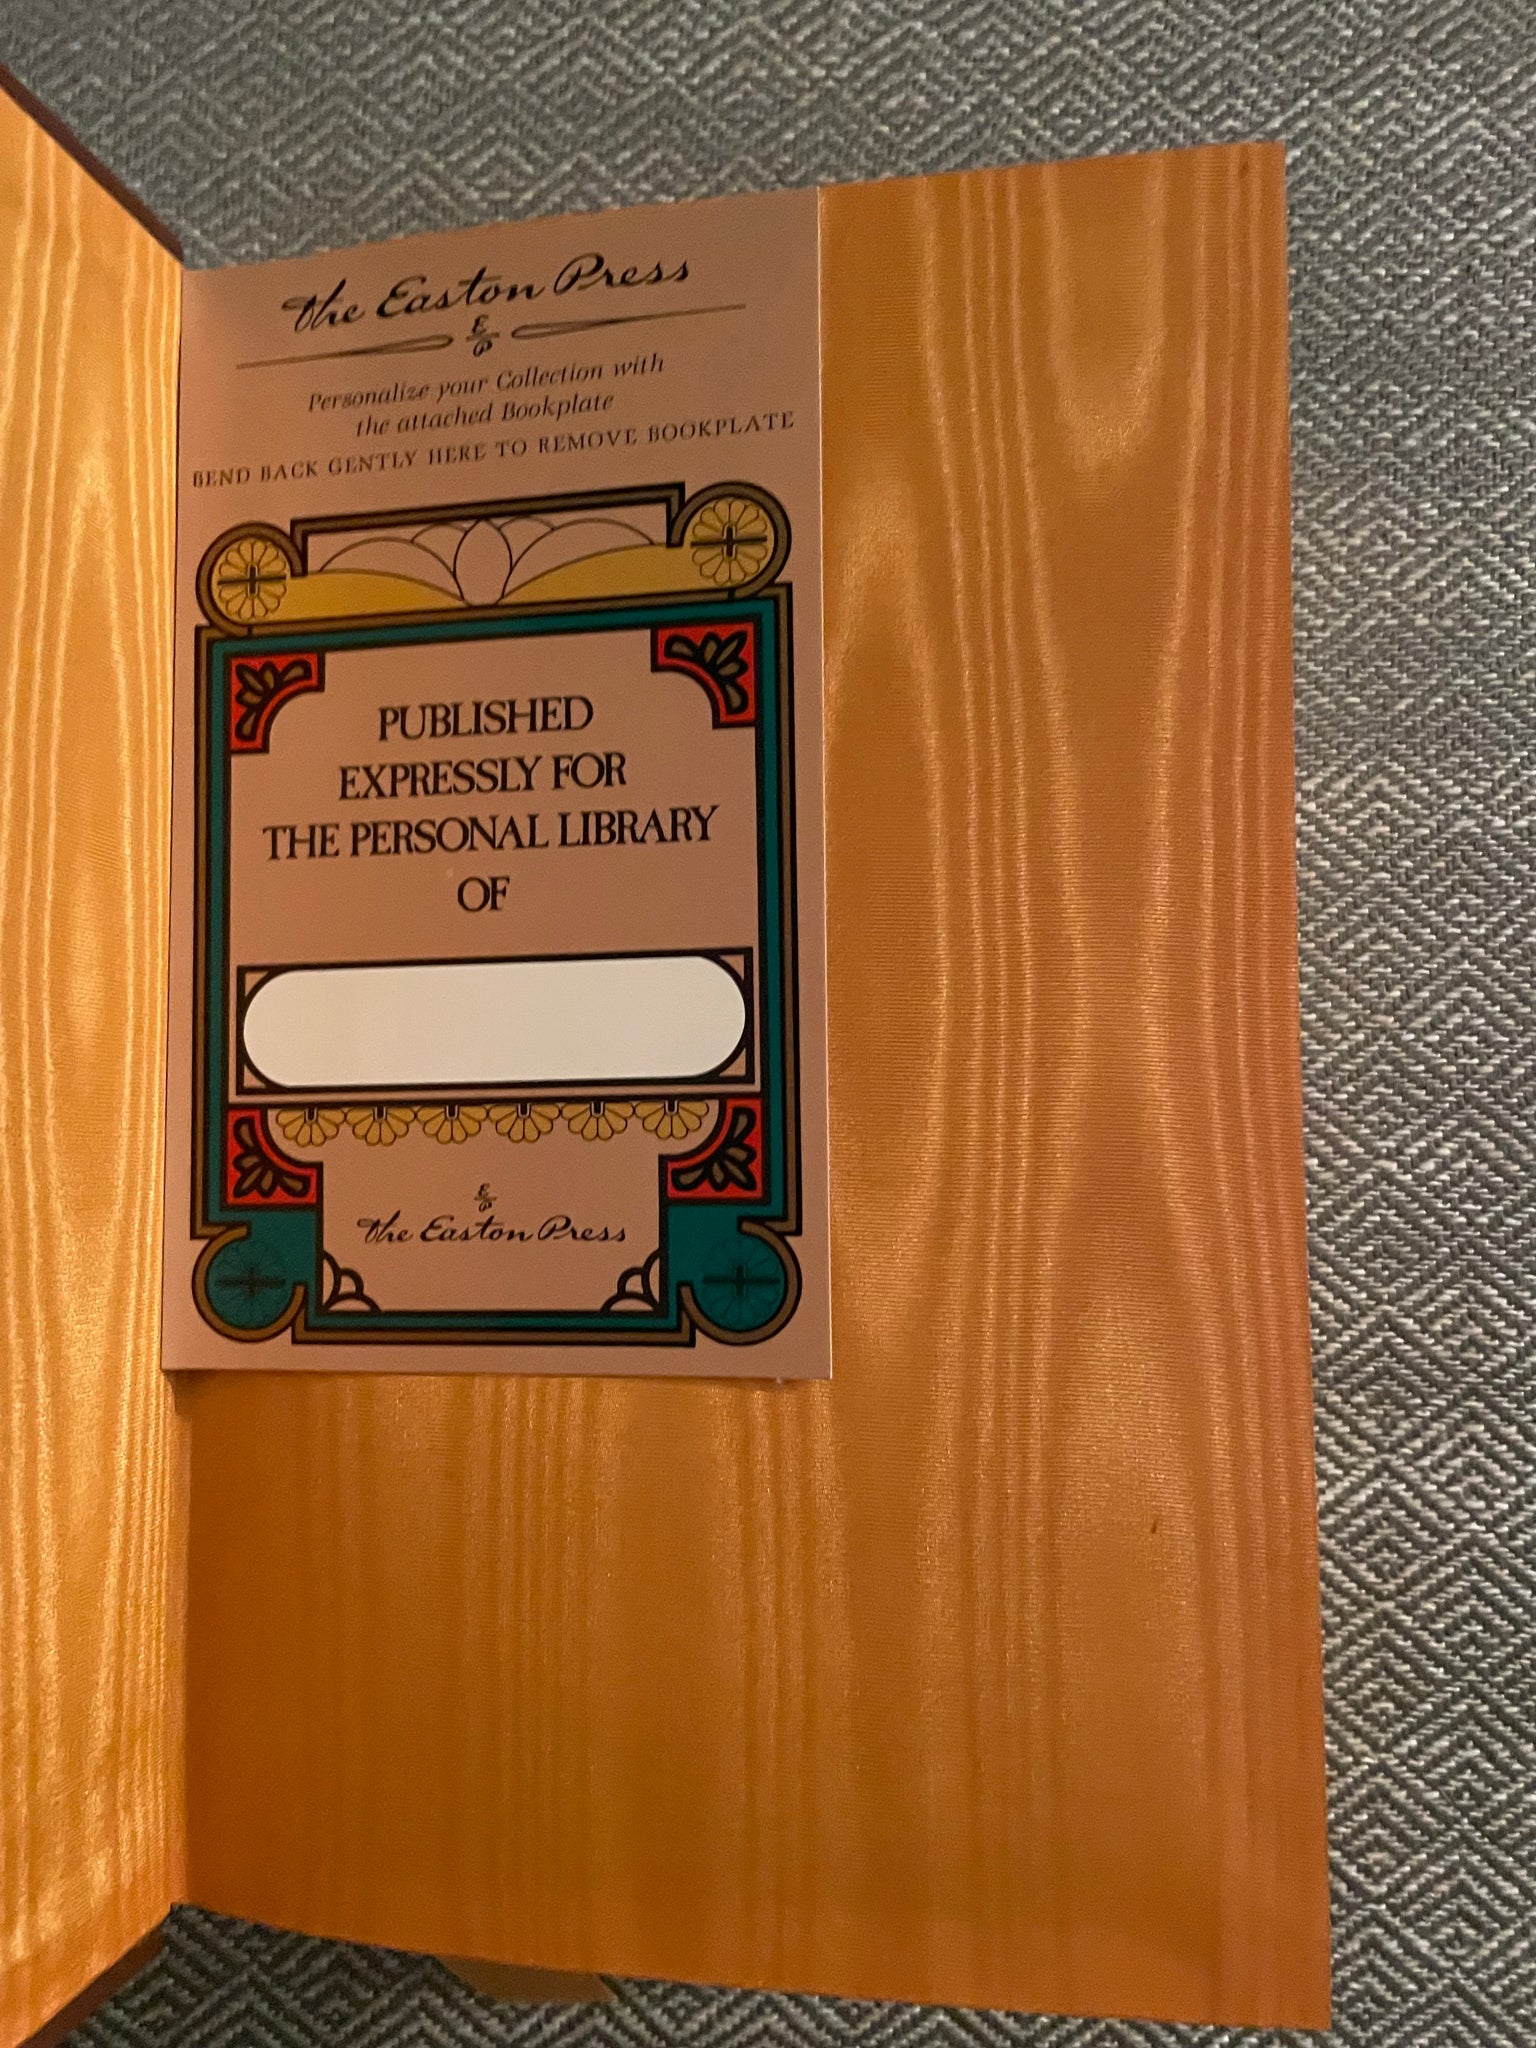 The Easton Press
E
P
Personalize your Collection with
the attached Bookplate
BEND BACK GENTLY HERE TO REMOVE BOOKPLATE
PUBLISHED
EXPRESSLY FOR
THE PERSONAL LIBRARY
OF
E
P
The Easton Press